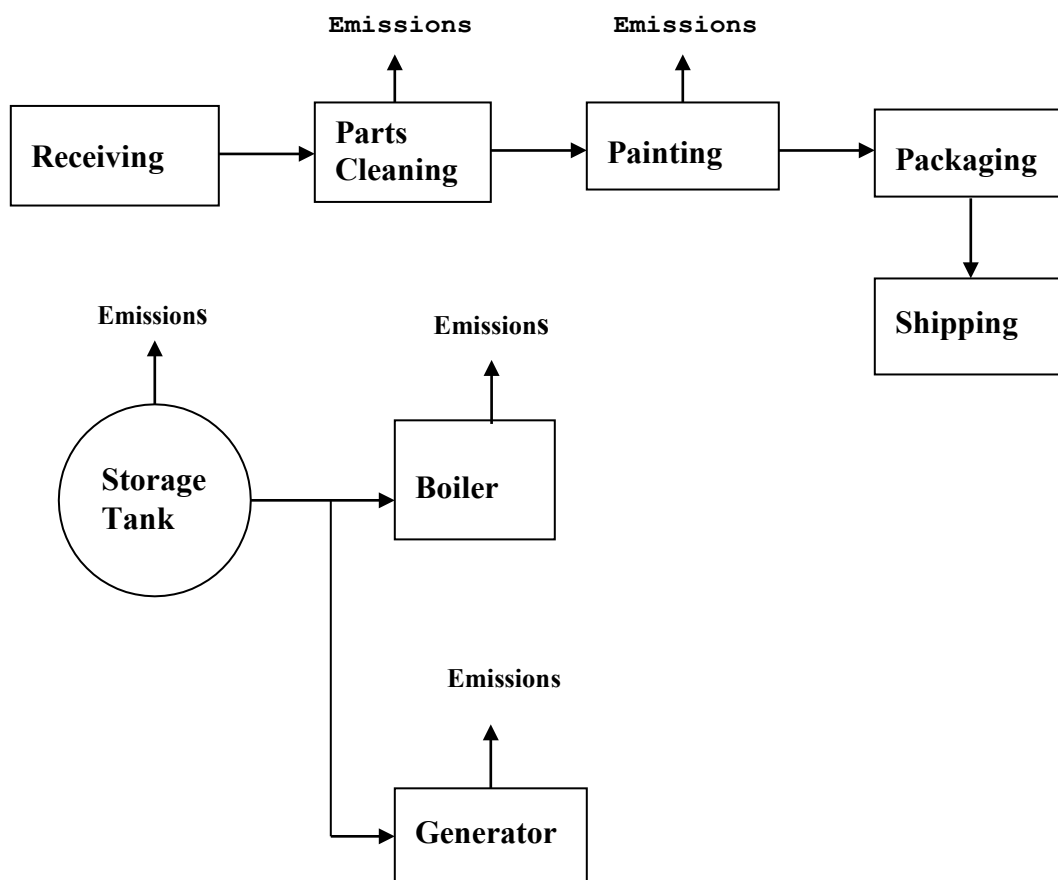 Emissions
Emissions
Receiving
Parts
Cleaning
Painting
Packaging
Shipping
Emissions
Emissions
Storage
Tank
Boiler
Emissions
Generator